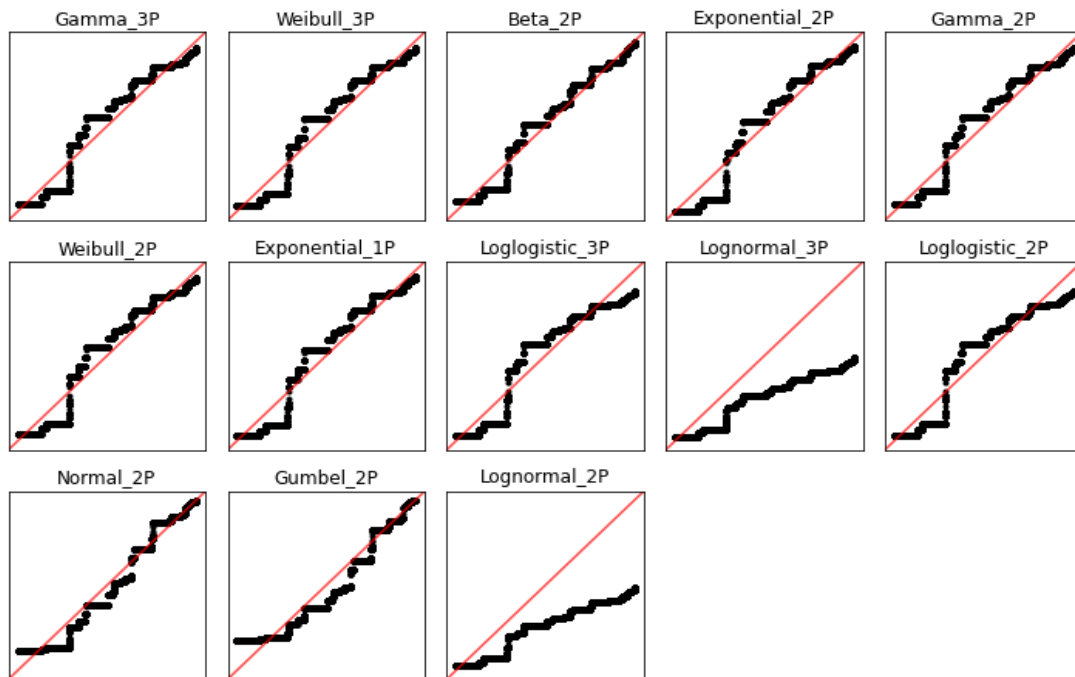 Gamma_3P Weibull_3P Beta_2P Exponential_2P Gamma_2P
Weibull_2P Exponential_1P Loglogistic_3P Lognormal_3P Loglogistic_2P
Normal_2P Gumbel_2P Lognormal_2P